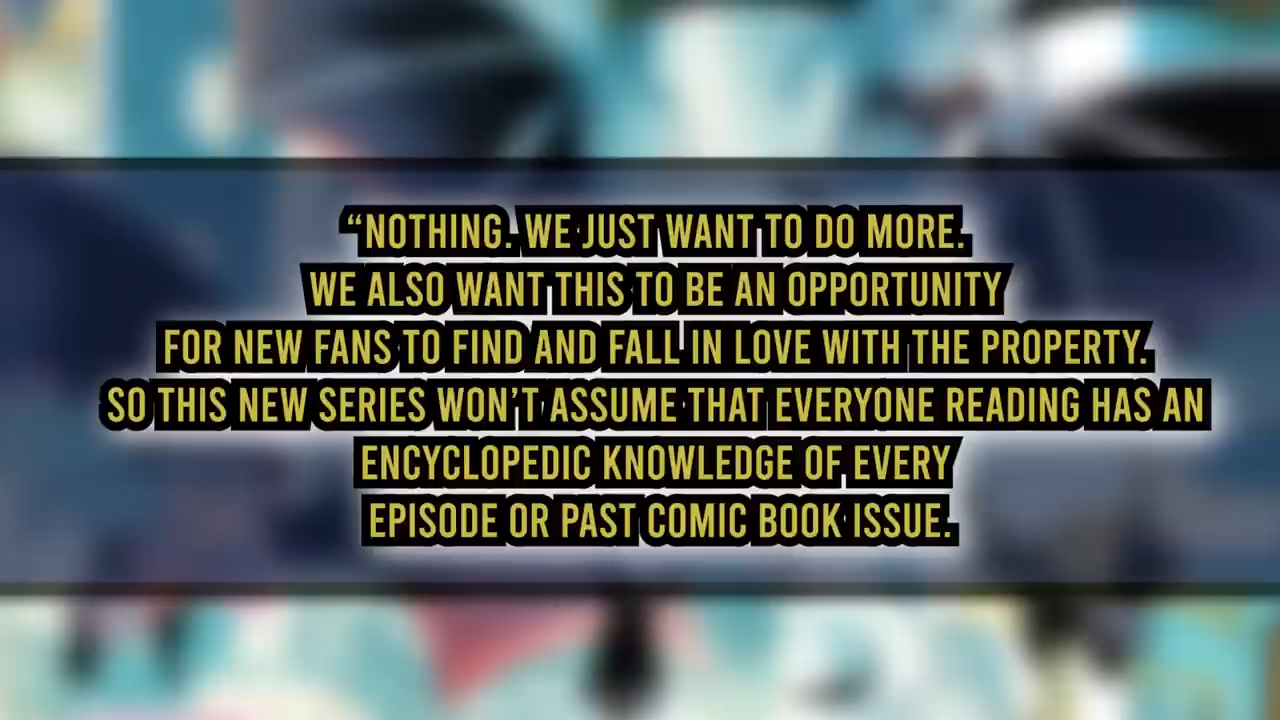 “NOTHING. WE JUST WANT TO DO MORE.
WE ALSO WANT THIS TO BE AN OPPORTUNITY
FOR NEW FANS TO FIND AND FALL IN LOVE WITH THE PROPERTY.
SO THIS NEW SERIES WON’T ASSUME THAT EVERYONE READING HAS AN
ENCYCLOPEDIC KNOWLEDGE OF EVERY
EPISODE OR PAST COMIC BOOK ISSUE.